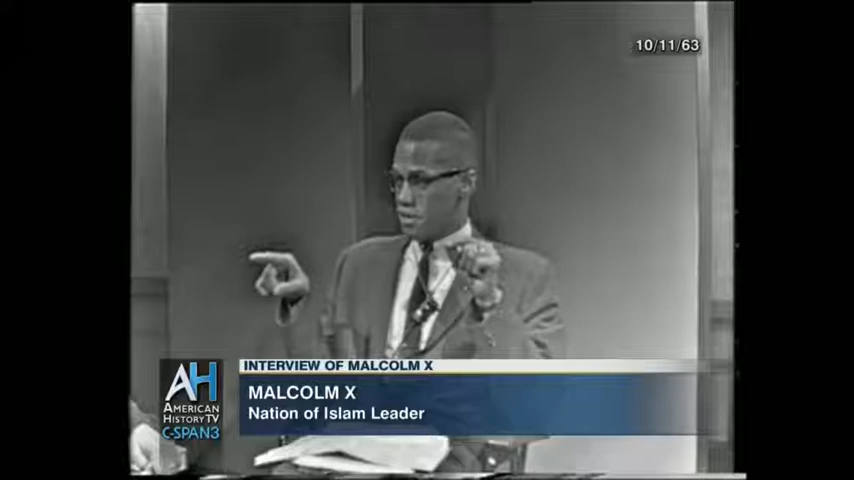 10/11/63
INTERVIEW OF MALCOLM X
MALCOLM X
Nation of Islam Leader
AH
AMERICAN
HISTORY TV
C-SPAN3